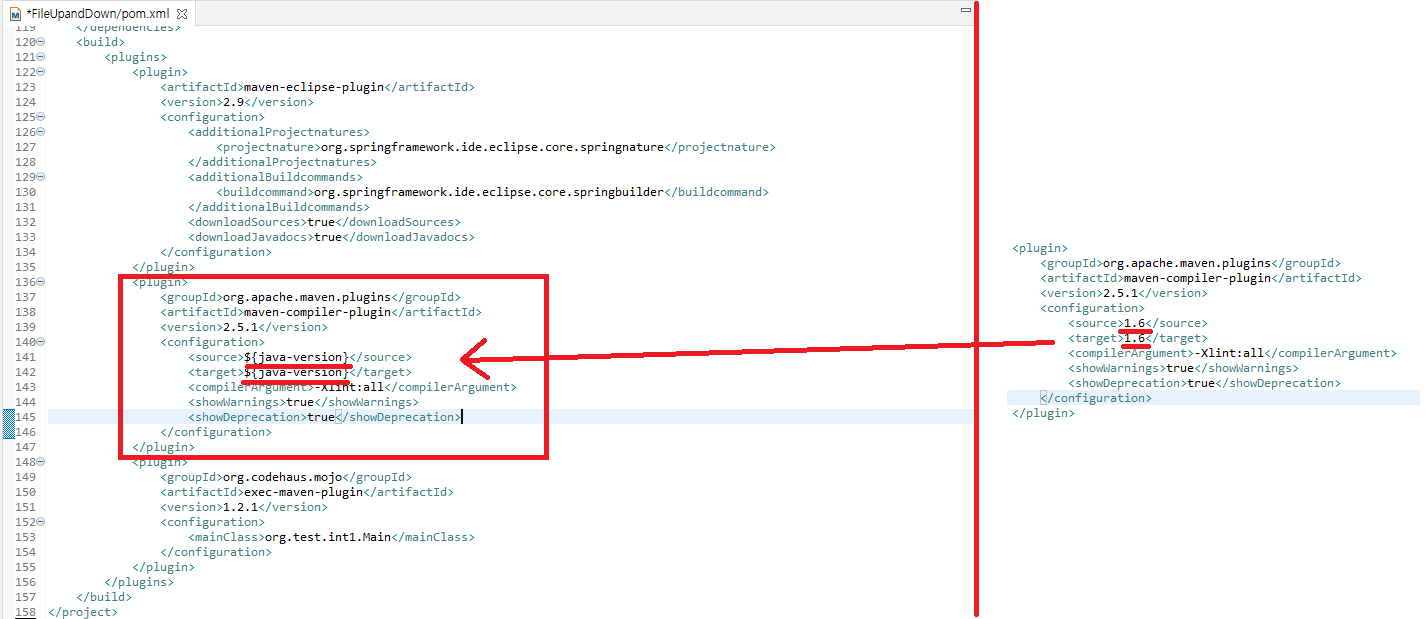 *FileUpandDown/pom.xml
119 </dependencies>
120 <build>
121 <plugins>
122 <plugin>
123 <artifactId>maven-eclipse-plugin</artifactId>
124 <version>2.9</version>
125 <configuration>
126 <additionalProjectnatures>
127 <projectnature>org.springframework.ide.eclipse.core.springnature</projectnature>
128 </additionalProjectnatures>
129 <additionalBuildcommands>
130 <buildcommand>org.springframework.ide.eclipse.core.springbuilder</buildcommand>
131 </additionalBuildcommands>
132 <downloadSources>true</downloadSources>
133 <downloadJavadocs>true</downloadJavadocs>
134 </configuration>
135 </plugin>
136 <plugin>
137 <groupId>org.apache.maven.plugins</groupId>
138 <artifactId>maven-compiler-plugin</artifactId>
139 <version>2.5.1</version>
140 <configuration>
141 <source>${java-version}</source>
142 <target>${java-version}</target>
143 <compilerArgument>-Xlint:all</compilerArgument>
144 <showWarnings>true</showWarnings>
145 <showDeprecation>true</showDeprecation>
146 </configuration>
147 </plugin>
148 <plugin>
149 <groupId>org.codehaus.mojo</groupId>
150 <artifactId>exec-maven-plugin</artifactId>
151 <version>1.2.1</version>
152 <configuration>
153 <mainClass>org.test.int1.Main</mainClass>
154 </configuration>
155 </plugin>
156 </plugins>
157 </build>
158 </project>
<plugin>
<groupId>org.apache.maven.plugins</groupId>
<artifactId>maven-compiler-plugin</artifactId>
<version>2.5.1</version>
<configuration>
<source>1.6</source>
<target>1.6</target>
<compilerArgument>-Xlint:all</compilerArgument>
<showWarnings>true</showWarnings>
<showDeprecation>true</showDeprecation>
</configuration>
</plugin>